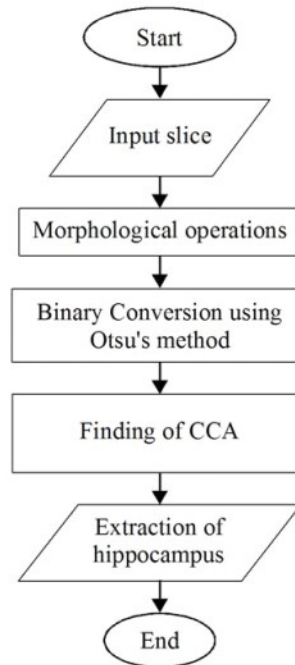 Start
Input slice
Morphological operations
Binary Conversion using
Otsu's method
Finding of CCA
Extraction of
hippocampus
End